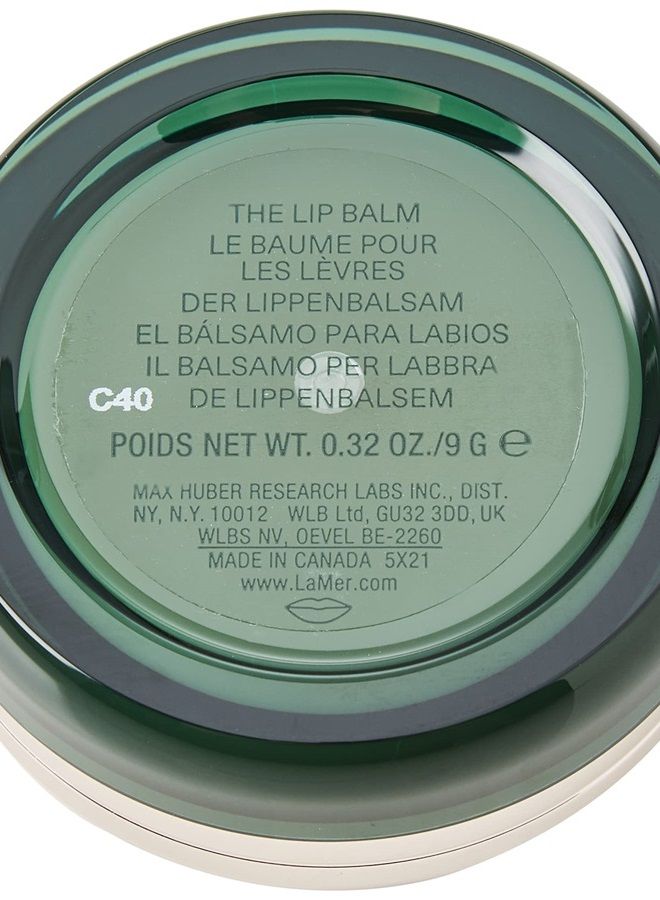 THE LIP BALM
LE BAUME POUR
LES LÈVRES
DER LIPPENBALSAM
EL BÁLSAMO PARA LABIOS
IL BALSAMO PER LABBRA
C40 DE LIPPENBALSEM
POIDS NET WT. 0.32 OZ./9 G ℮
MAX HUBER RESEARCH LABS INC., DIST.
NY, N.Y. 10012 WLB Ltd, GU32 3DD, UK
WLBS NV, OEVEL BE-2260
MADE IN CANADA 5X21
www.LaMer.com